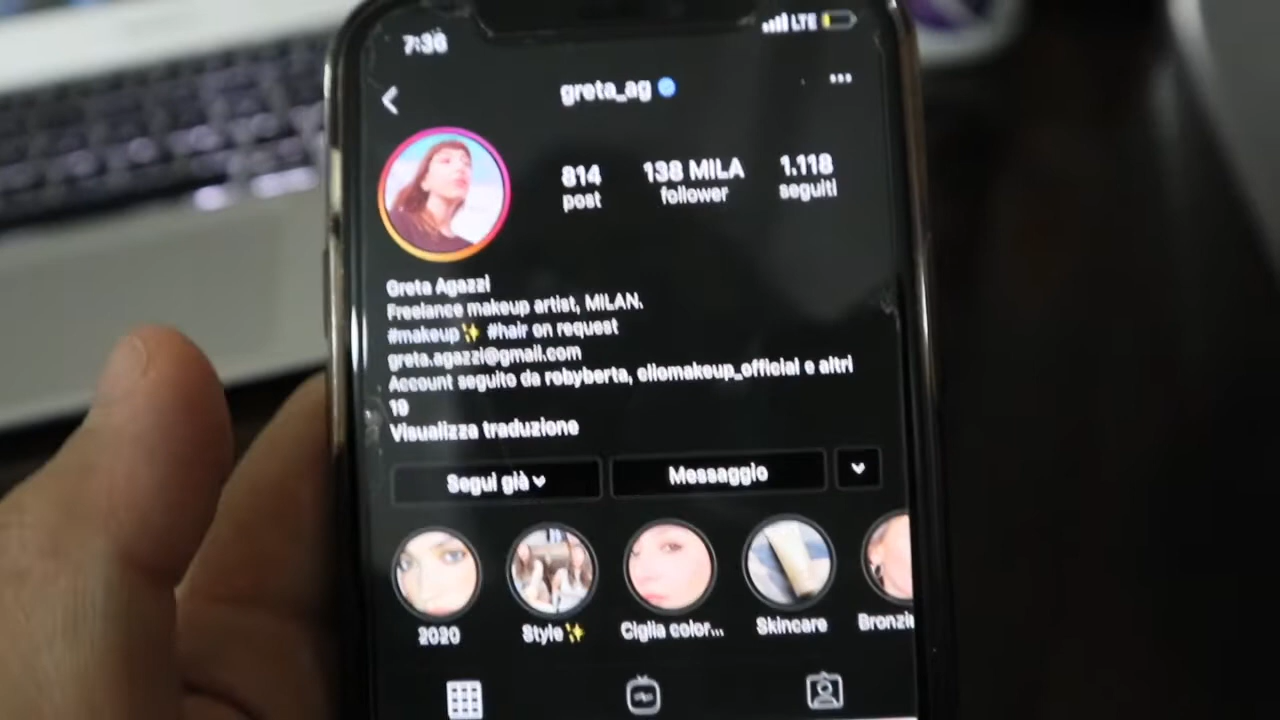 7:36
LTE
greta_ag
814
post
138 MILA
follower
1.118
seguiti
Greta Agazzi
Freelance makeup artist, MILAN.
#makeup✨ #hair on request
greta.agazzi@gmail.com
Account seguito da robyberta, cliomakeup_official e altri
19
Visualizza traduzione
Segui già
Messaggio
2020
Style✨
Ciglia color...
Skincare
Bronzi